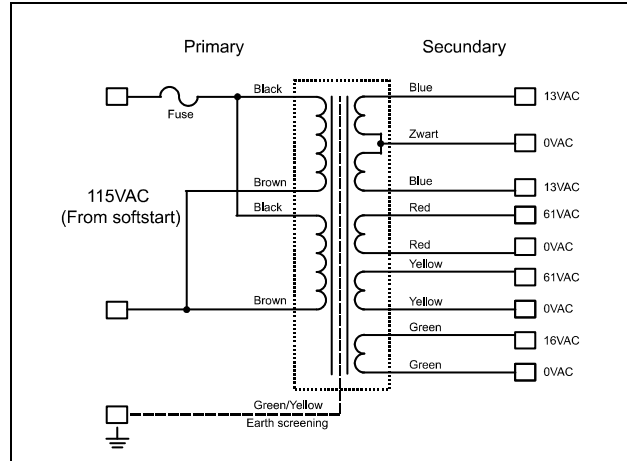 Primary
Secundary
Black
Fuse
Brown
Black
115VAC
(From softstart)
Brown
Green/Yellow
Earth screening
Blue
13VAC
Zwart
0VAC
Blue
13VAC
Red
61VAC
Red
0VAC
Yellow
61VAC
Yellow
0VAC
Green
16VAC
Green
0VAC